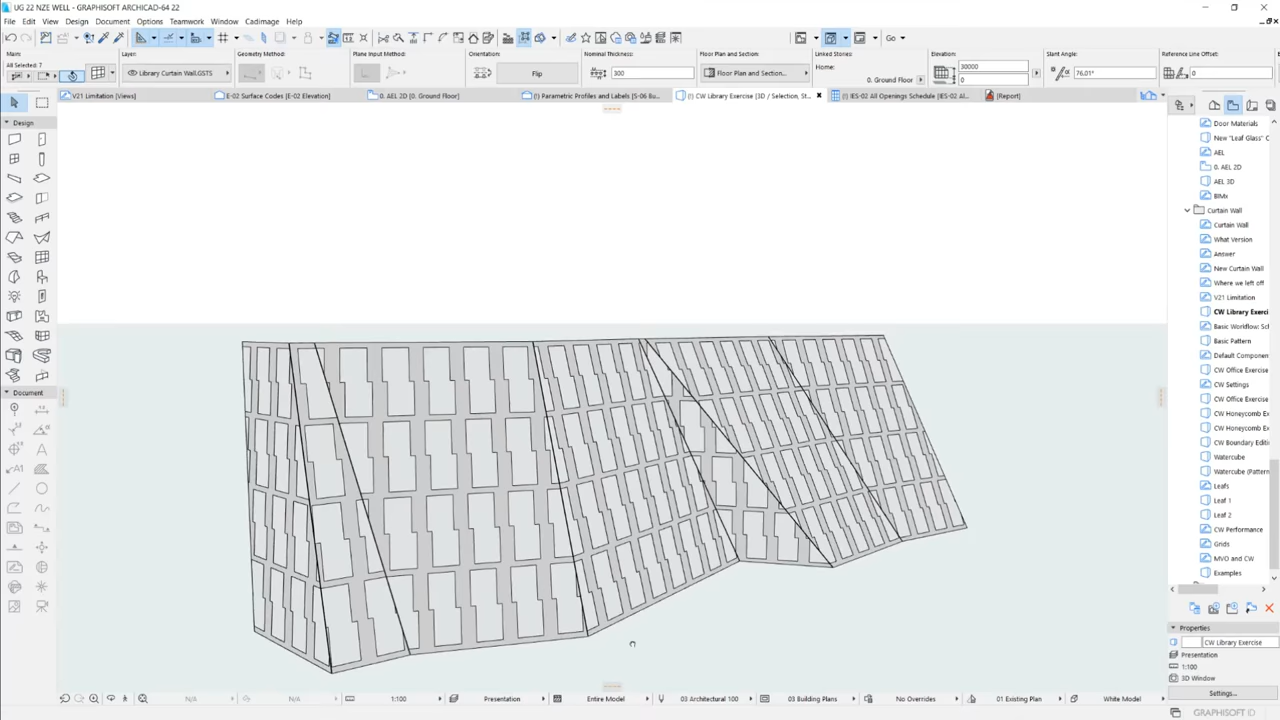 UG 22 NZE WELL - GRAPHISOFT ARCHICAD-64 22
File Edit View Design Document Options Teamwork Window Cadimage Help
Go
Main: Layer: Geometry Method: Plane Input Method: Orientation: Nominal Thickness: Floor Plan and Section: Linked Stories: Elevation: Slant Angle: Reference Line Offset:
All Selected: 7
Library Curtain Wall.GSTS
Flip
300
Floor Plan and Section...
Home:
0. Ground Floor
30000
0
76,01°
0
V21 Limitation [Views]
E-02 Surface Codes [E-02 Elevation]
0. AEL 2D [0. Ground Floor]
(!) Parametric Profiles and Labels [S-06 Bu...
(!) CW Library Exercise [3D / Selection, St...
(!) IES-02 All Openings Schedule [IES-02 Al...
[Report]
Design
Document
Door Materials
New "Leaf Glass" C
AEL
0. AEL 2D
AEL 3D
BIMx
Curtain Wall
Curtain Wall
What Version
Answer
New Curtain Wall
Where we left off
V21 Limitation
CW Library Exerci
Basic Workflow: Scl
Basic Pattern
Default Component
CW Office Exercise
CW Settings
CW Office Exercise
CW Honeycomb Ex
CW Honeycomb Ex
CW Boundary Editi
Watercube
Watercube (Pattern
Leafs
Leaf 1
Leaf 2
CW Performance
Grids
MVO and CW
Examples
Properties
CW Library Exercise
Presentation
1:100
3D Window
Settings...
N/A
N/A
1:100
Presentation
Entire Model
03 Architectural 100
03 Building Plans
No Overrides
01 Existing Plan
White Model
GRAPHISOFT ID